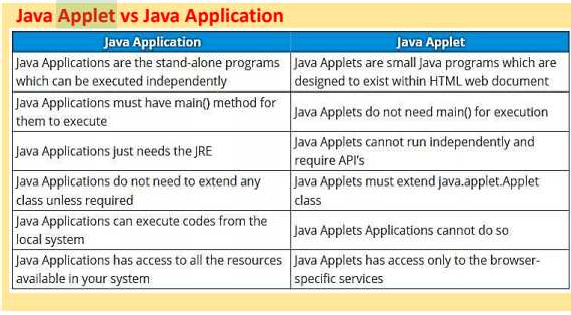 Java Applet vs Java Application
Java Application
Java Applet
Java Applications are the stand-alone programs
which can be executed independently
Java Applets are small Java programs which are
designed to exist within HTML web document
Java Applications must have main() method for
them to execute
Java Applets do not need main() for execution
Java Applications just needs the JRE
Java Applets cannot run independently and
require API's
Java Applications do not need to extend any
class unless required
Java Applets must extend java.applet.Applet
class
Java Applications can execute codes from the
local system
Java Applets Applications cannot do so
Java Applications has access to all the resources
available in your system
Java Applets has access only to the browser-
specific services